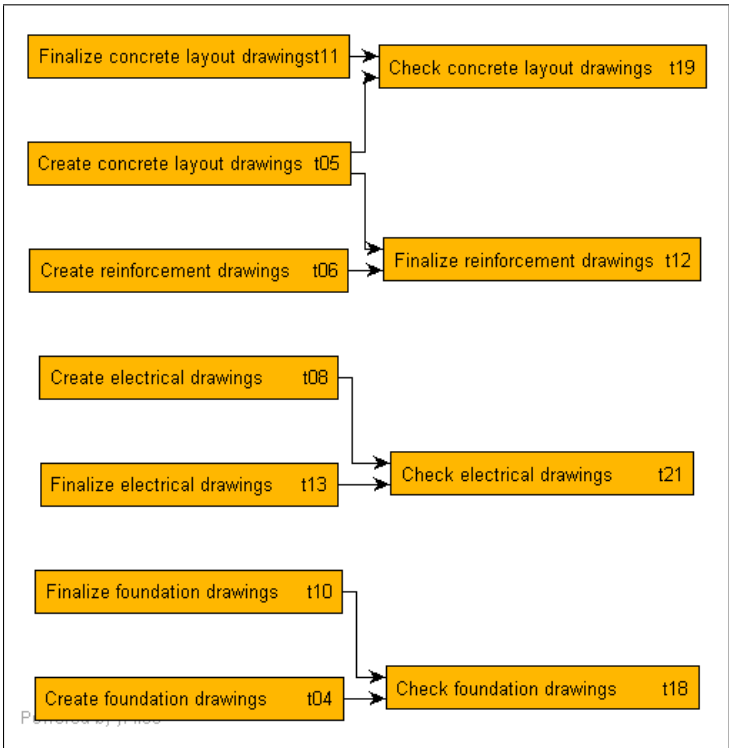 Finalize concrete layout drawingst11
Check concrete layout drawings t19
Create concrete layout drawings t05
Create reinforcement drawings t06
Finalize reinforcement drawings t12
Create electrical drawings t08
Check electrical drawings t21
Finalize electrical drawings t13
Finalize foundation drawings t10
Check foundation drawings t18
Create foundation drawings t04